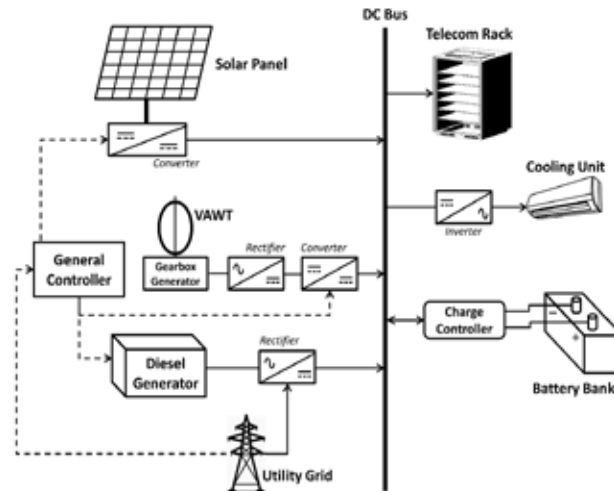 DC Bus
Telecom Rack
Solar Panel
Converter
Cooling Unit
VAWT
Inverter
Rectifier
Converter
General
Controller
Gearbox
Generator
Charge
Controller
Rectifier
Diesel
Generator
Battery Bank
Utility Grid